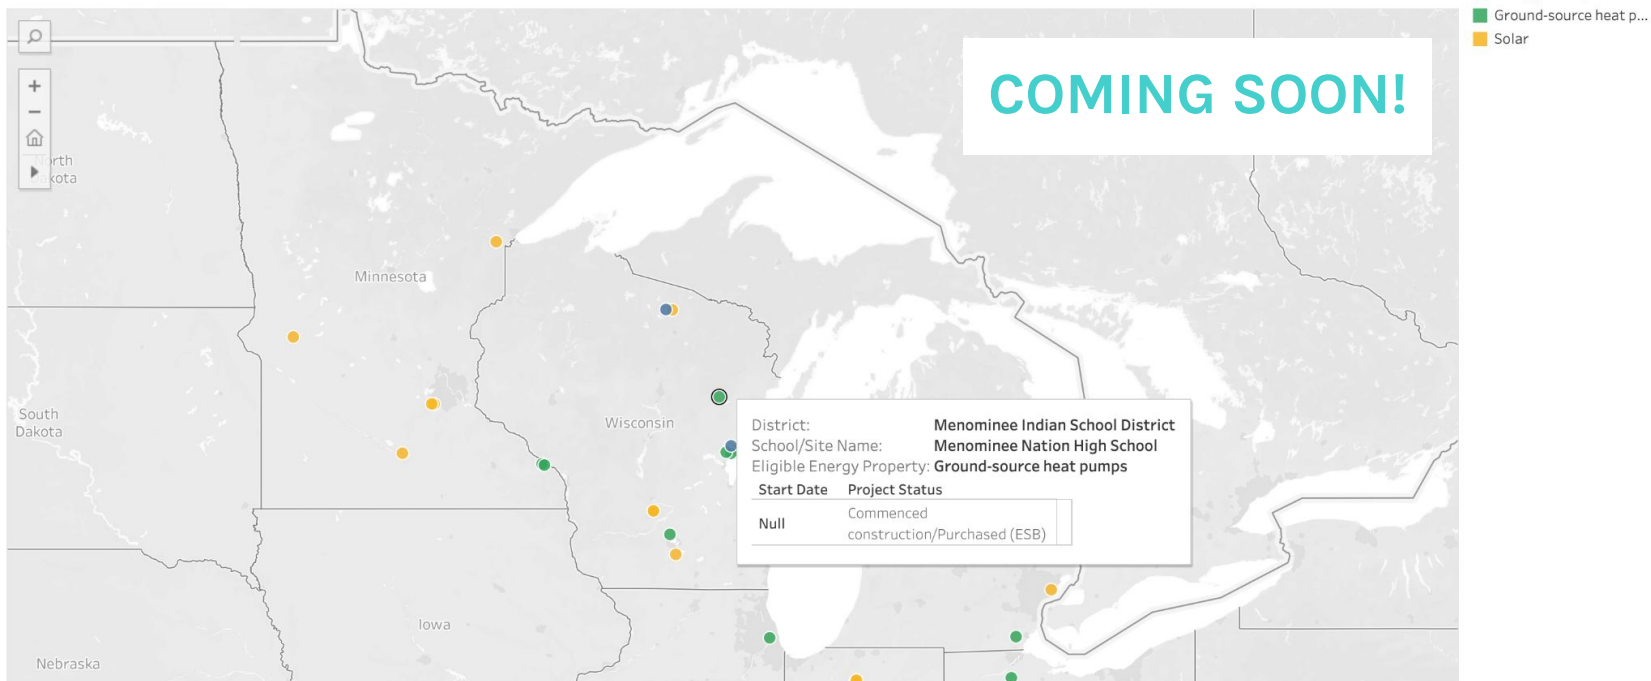 Ground-source heat p...
Solar
COMING SOON!
North
Dakota
Minnesota
South
Dakota
Wisconsin
District: Menominee Indian School District
School/Site Name: Menominee Nation High School
Eligible Energy Property: Ground-source heat pumps
Start Date Project Status
Null Commenced
construction/Purchased (ESB)
Iowa
Nebraska